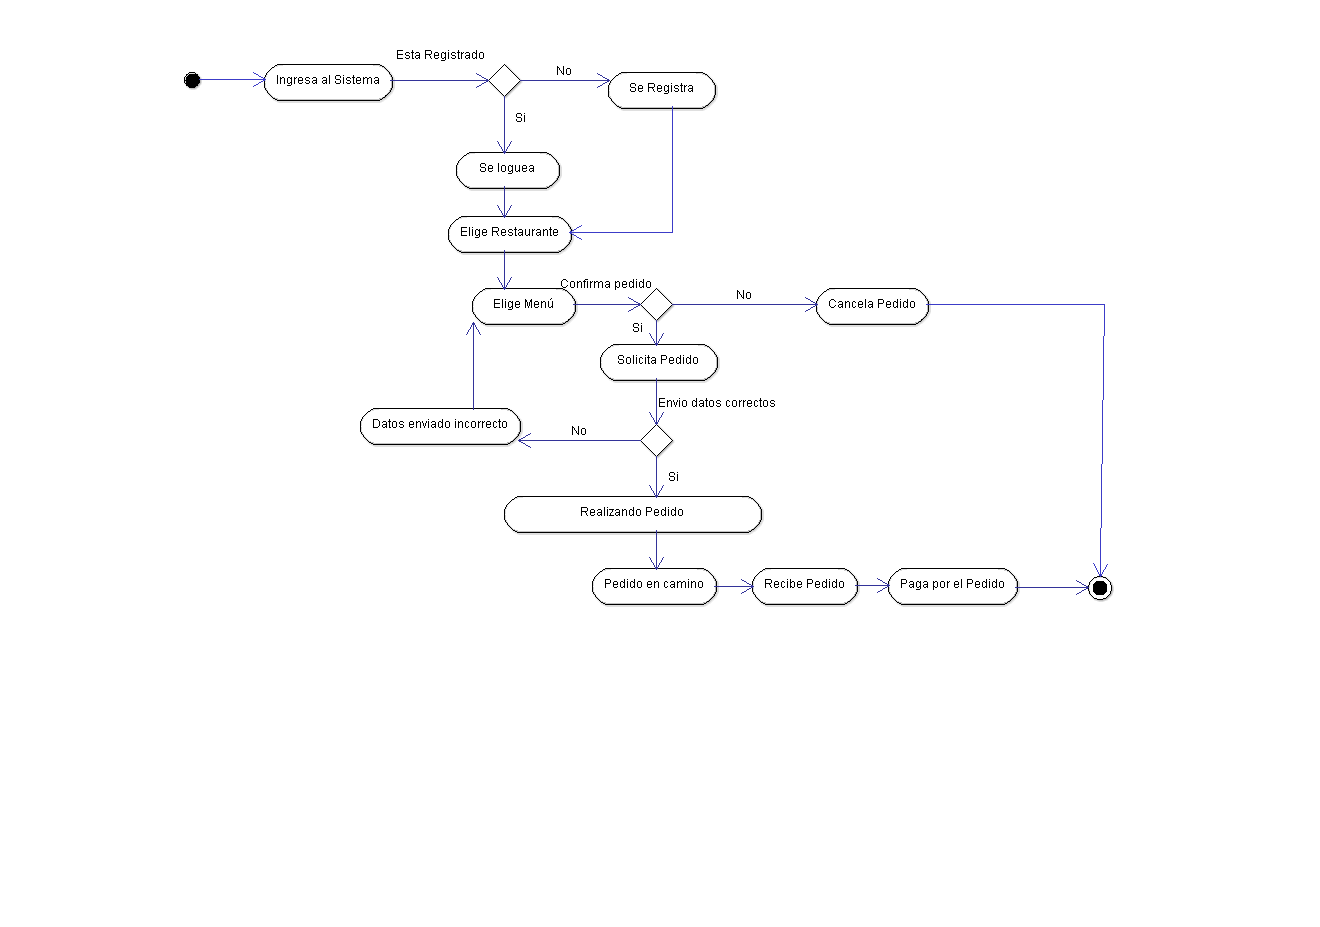 Esta Registrado
Ingresa al Sistema
No
Se Registra
Si
Se loguea
Elige Restaurante
Confirma pedido
Elige Menú
No
Cancela Pedido
Si
Solicita Pedido
Envio datos correctos
Datos enviado incorrecto
No
Si
Realizando Pedido
Pedido en camino
Recibe Pedido
Paga por el Pedido